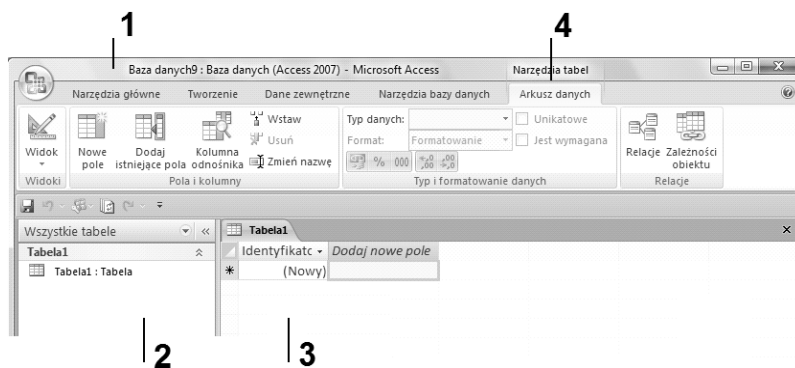 1
4
Baza danych9 : Baza danych (Access 2007) - Microsoft Access
Narzędzia tabel
Narzędzia główne Tworzenie Dane zewnętrzne Narzędzia bazy danych Arkusz danych
Widok
Nowe pole
Dodaj istniejące pola
Kolumna odnośnika
Wstaw
Usuń
Zmień nazwę
Typ danych:
Format: Formatowanie
% 000
Unikatowe
Jest wymagana
Relacje
Zależności obiektu
Widoki Pola i kolumny Typ i formatowanie danych Relacje
Wszystkie tabele
Tabela1
Tabela1 : Tabela
Tabela1
Identyfikatc Dodaj nowe pole
(Nowy)
2
3